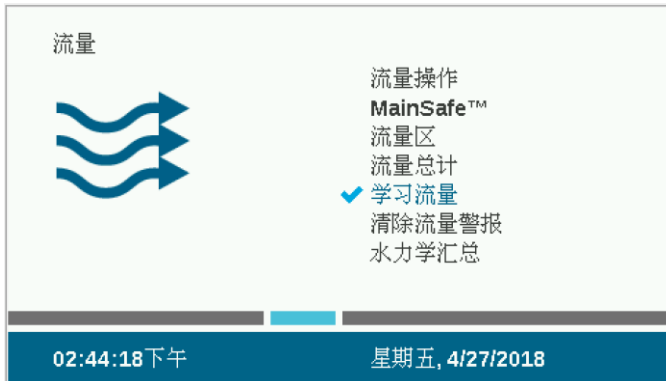 流量
流量操作
MainSafe™
流量区
流量总计
学习流量
清除流量警报
水力学汇总
02:44:18下午
星期五, 4/27/2018